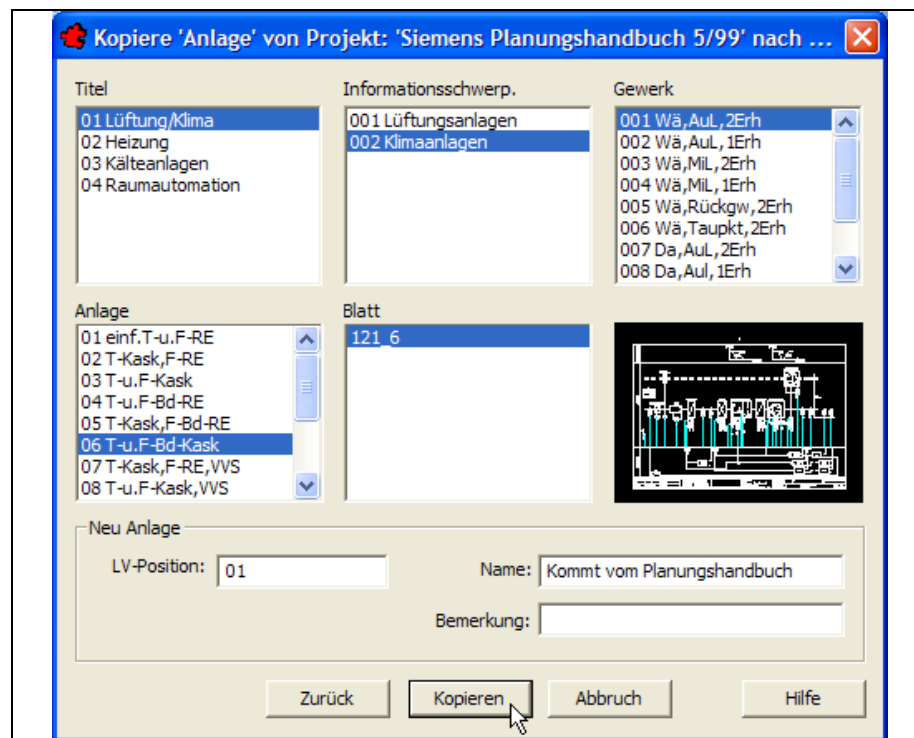 Kopiere 'Anlage' von Projekt: 'Siemens Planungshandbuch 5/99' nach ...
Titel
01 Lüftung/Klima
02 Heizung
03 Kälteanlagen
04 Raumautomation
Informationsschwerp.
001 Lüftungsanlagen
002 Klimaanlagen
Gewerk
001 Wä,AuL,2Erh
002 Wä,AuL,1Erh
003 Wä,MiL,2Erh
004 Wä,MiL,1Erh
005 Wä,Rückgw,2Erh
006 Wä,Taupkt,2Erh
007 Da,AuL,2Erh
008 Da,Aul,1Erh
Anlage
01 einf.T-u.F-RE
02 T-Kask,F-RE
03 T-u.F-Kask
04 T-u.F-Bd-RE
05 T-Kask,F-Bd-RE
06 T-u.F-Bd-Kask
07 T-Kask,F-RE,VVS
08 T-u.F-Kask,VVS
Blatt
121_6
Neu Anlage
LV-Position: 01
Name: Kommt vom Planungshandbuch
Bemerkung:
Zurück
Kopieren
Abbruch
Hilfe